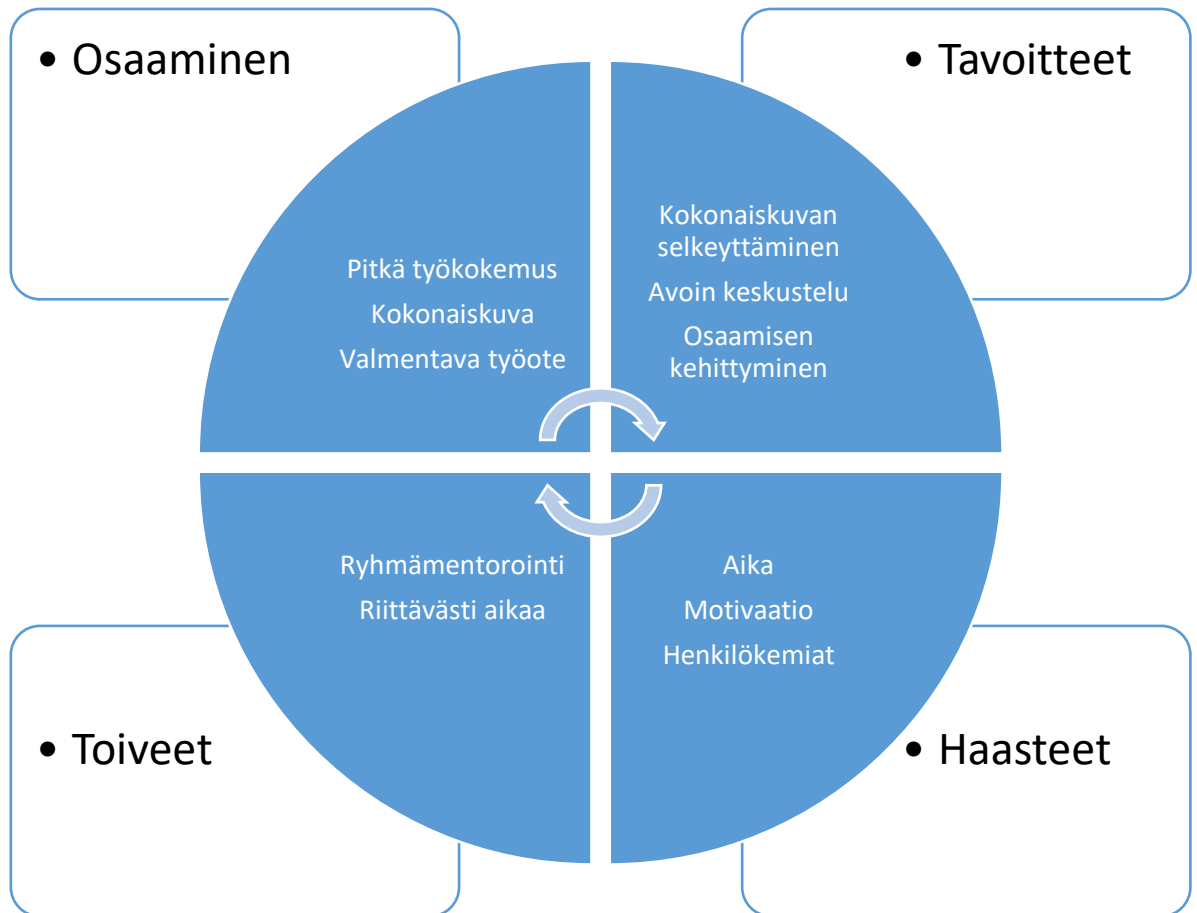 • Osaaminen
• Tavoitteet
Pitkä työkokemus
Kokonaiskuva
Valmentava työote
Kokonaiskuvan
selkeyttäminen
Avoin keskustelu
Osaamisen
kehittyminen
Ryhmämentorointi
Riittävästi aikaa
Aika
Motivaatio
Henkilökemiat
• Toiveet
• Haasteet